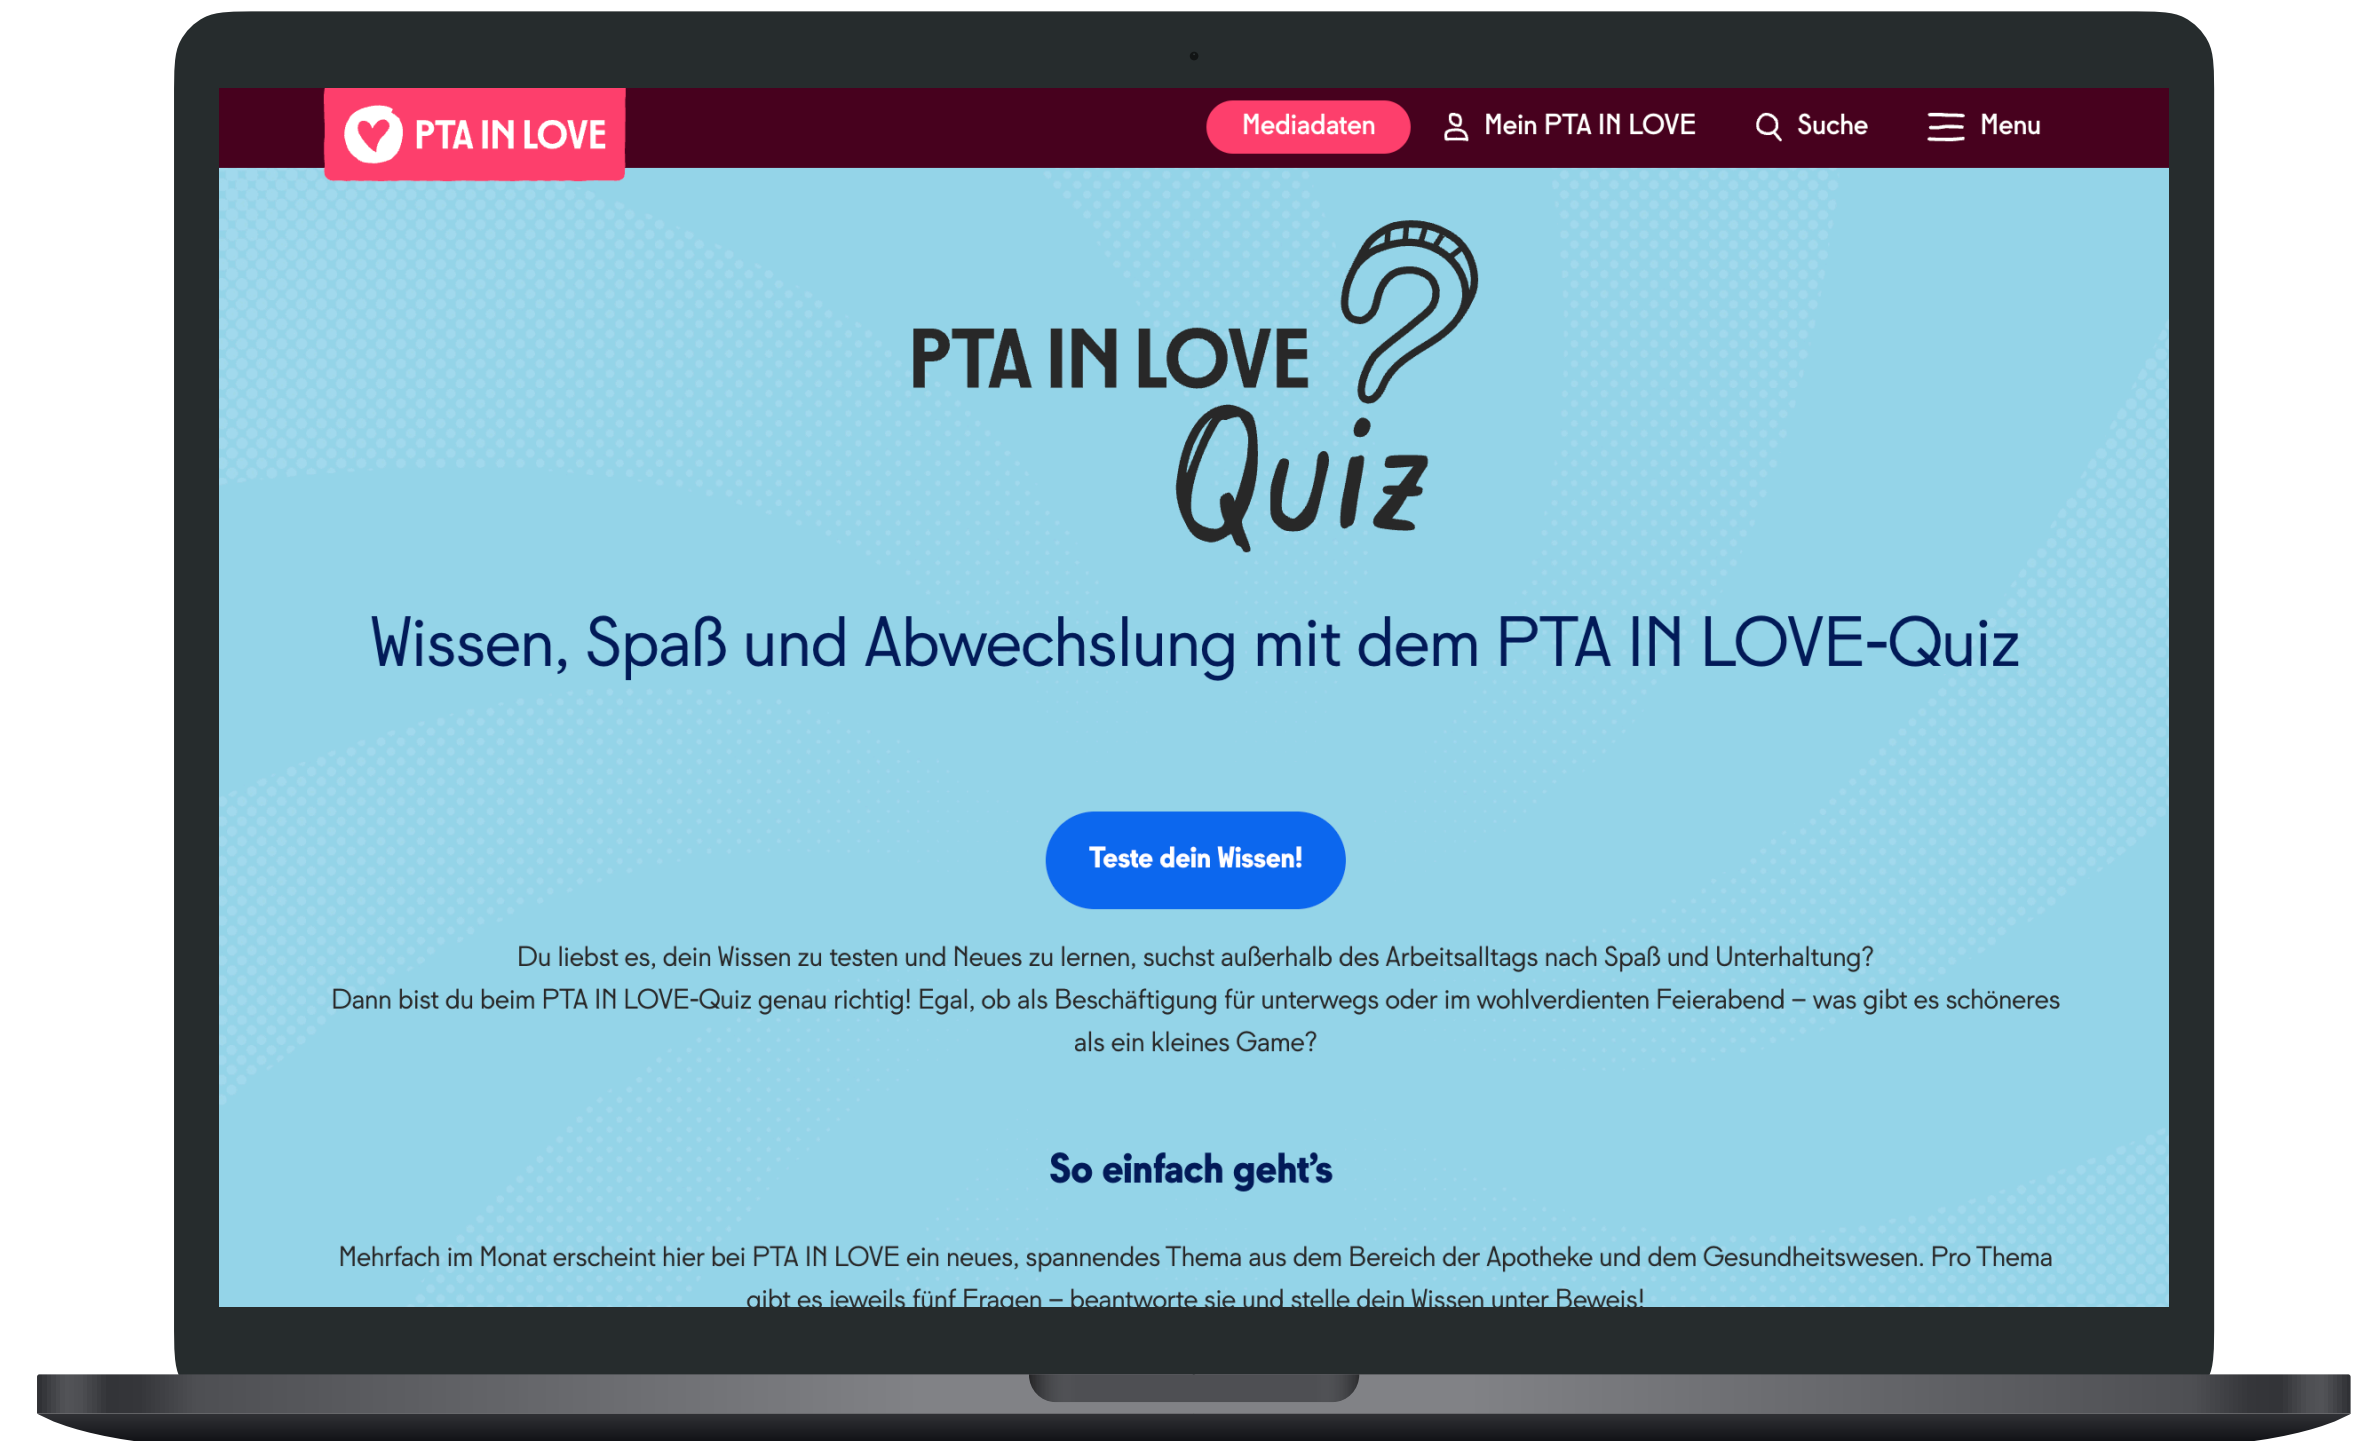 PTA IN LOVE
Mediadaten
Mein PTA IN LOVE
Suche
Menu
PTA IN LOVE
?
Quiz
Wissen, Spaß und Abwechslung mit dem PTA IN LOVE-Quiz
Teste dein Wissen!
Du liebst es, dein Wissen zu testen und Neues zu lernen, suchst außerhalb des Arbeitsalltags nach Spaß und Unterhaltung?
Dann bist du beim PTA IN LOVE-Quiz genau richtig! Egal, ob als Beschäftigung für unterwegs oder im wohlverdienten Feierabend – was gibt es schöneres
als ein kleines Game?
So einfach geht’s
Mehrfach im Monat erscheint hier bei PTA IN LOVE ein neues, spannendes Thema aus dem Bereich der Apotheke und dem Gesundheitswesen. Pro Thema
gibt es jeweils fünf Fragen – beantworte sie und stelle dein Wissen unter Beweis!